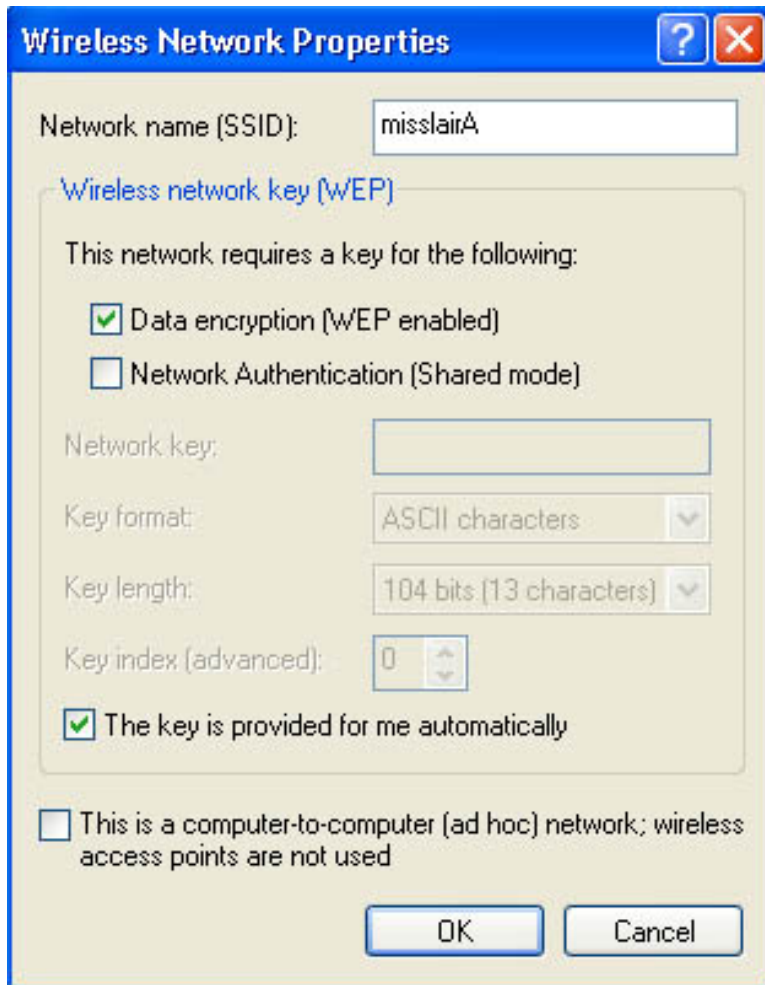 Wireless Network Properties
Network name (SSID): misslairA
Wireless network key (WEP)
This network requires a key for the following:
Data encryption (WEP enabled)
Network Authentication (Shared mode)
Network key:
Key format: ASCII characters
Key length: 104 bits (13 characters)
Key index (advanced): 0
The key is provided for me automatically
This is a computer-to-computer (ad hoc) network; wireless
access points are not used
OK Cancel